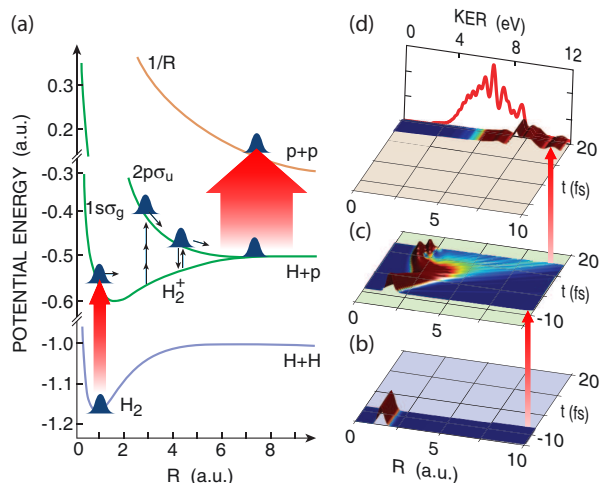 (a)
POTENTIAL ENERGY (a.u.)
0.3
0.2
-0.3
-0.4
-0.5
-0.6
-1.0
-1.1
-1.2
1/R
p+p
2pσu
1sσg
H2+
H+p
H+H
H2
0 2 4 6 8
R (a.u.)
(d)
KER (eV)
0 4 8 12
20
t (fs)
0 5 10
(c)
20
t (fs)
-10
0 5 10
(b)
20
t (fs)
-10
0 5 10
R (a.u.)